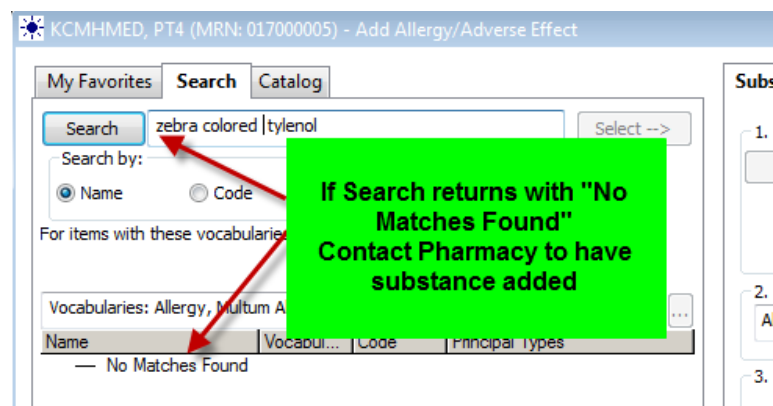 KCMHMED, PT4 (MRN: 017000005) - Add Allergy/Adverse Effect
My Favorites Search Catalog
Search zebra colored tylenol Select -->
Search by:
Name Code
For items with these vocabularies
Vocabularies: Allergy, Multum A ...
Name Vocabul... Code Principal Types
— No Matches Found
If Search returns with "No
Matches Found"
Contact Pharmacy to have
substance added
Subs
1.
2.
Al
3.